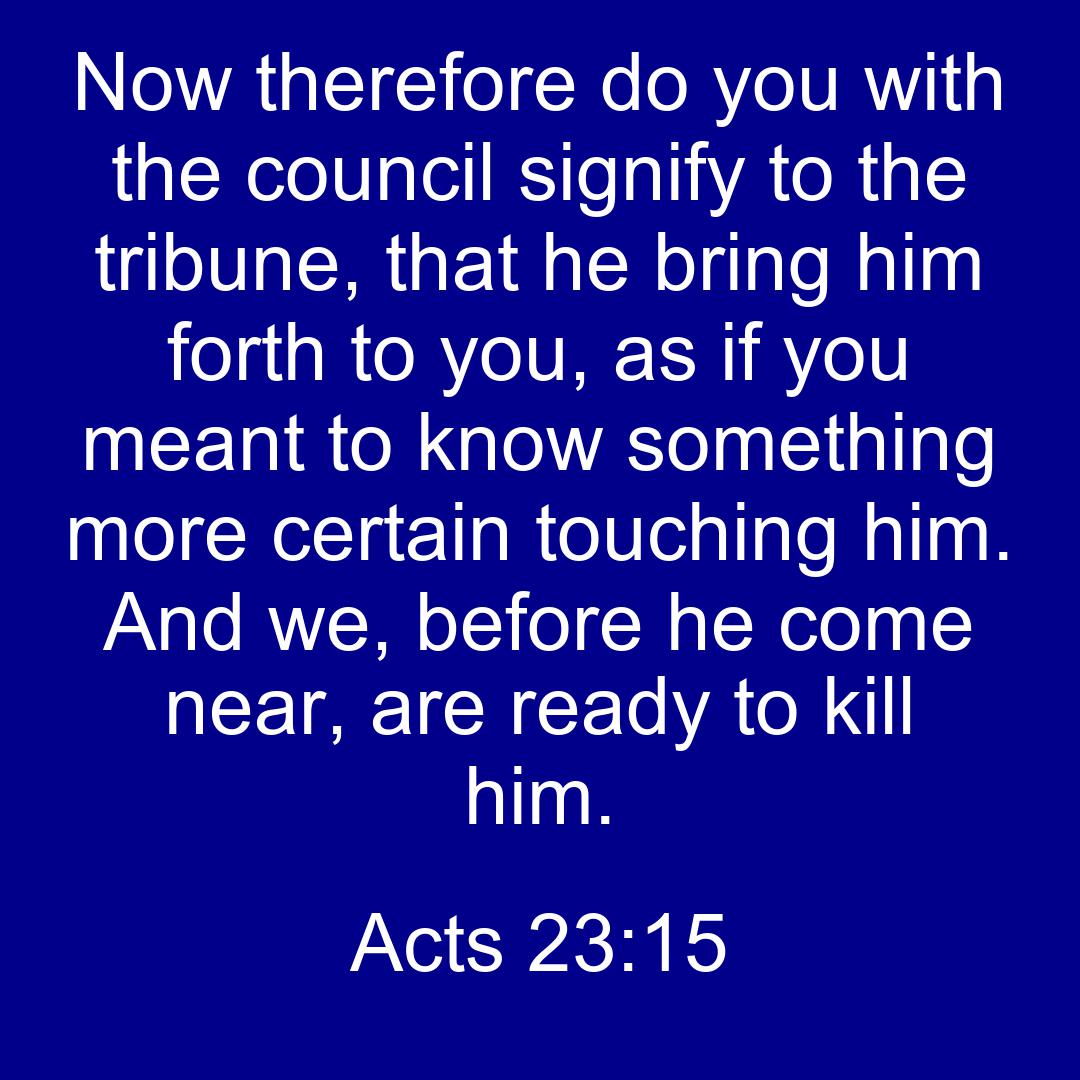 Now therefore do you with
the council signify to the
tribune, that he bring him
forth to you, as if you
meant to know something
more certain touching him.
And we, before he come
near, are ready to kill
him.
Acts 23:15